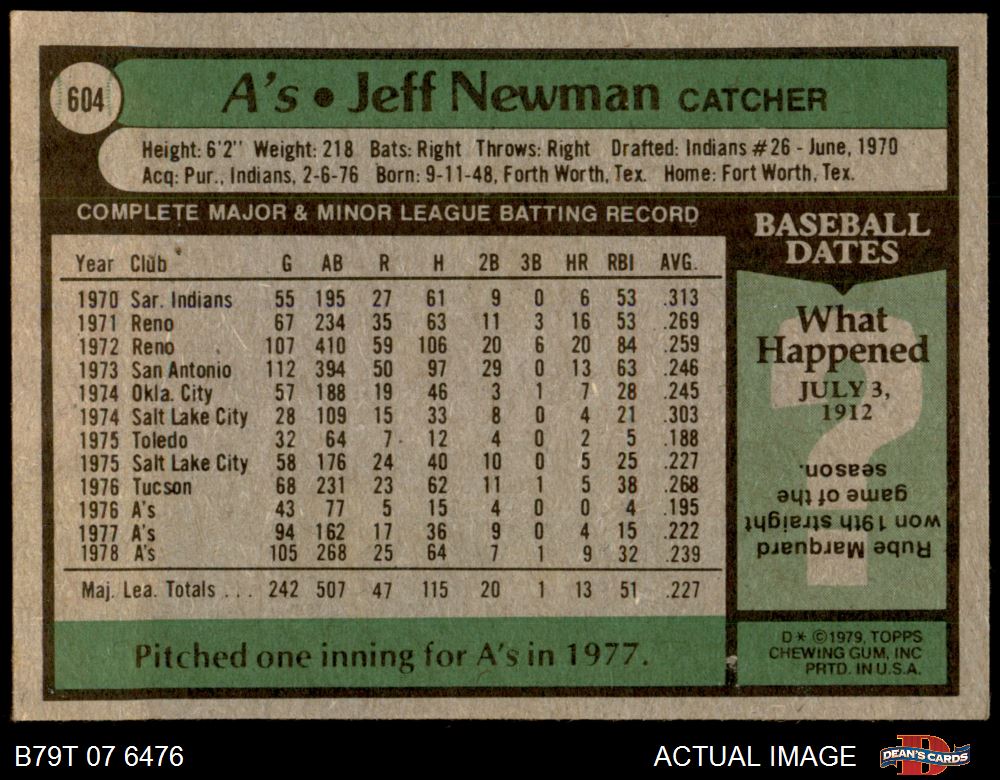 604
A's • Jeff Newman CATCHER
Height: 6'2" Weight: 218 Bats: Right Throws: Right Drafted: Indians #26 - June, 1970
Acq: Pur., Indians, 2-6-76 Born: 9-11-48, Forth Worth, Tex. Home: Fort Worth, Tex.
COMPLETE MAJOR & MINOR LEAGUE BATTING RECORD
Year Club G AB R H 2B 3B HR RBI AVG.
1970 Sar. Indians 55 195 27 61 9 0 6 53 .313
1971 Reno 67 234 35 63 11 3 16 53 .269
1972 Reno 107 410 59 106 20 6 20 84 .259
1973 San Antonio 112 394 50 97 29 0 13 63 .246
1974 Okla. City 57 188 19 46 3 1 7 28 .245
1974 Salt Lake City 28 109 15 33 8 0 4 21 .303
1975 Toledo 32 64 7 12 4 0 2 5 .188
1975 Salt Lake City 58 176 24 40 10 0 5 25 .227
1976 Tucson 68 231 23 62 11 1 5 38 .268
1976 A's 43 77 5 15 4 0 0 4 .195
1977 A's 94 162 17 36 9 0 4 15 .222
1978 A's 105 268 25 64 7 1 9 32 .239
Maj. Lea. Totals . . . 242 507 47 115 20 1 13 51 .227
Pitched one inning for A's in 1977.
BASEBALL
DATES
What
Happened
JULY 3,
1912
?
Rube Marquard
won 19th straight
game of the
season.
D* ©1979, TOPPS
CHEWING GUM, INC
PRTD. IN U.S.A.
B79T 07 6476
ACTUAL IMAGE
DEAN'S CARDS